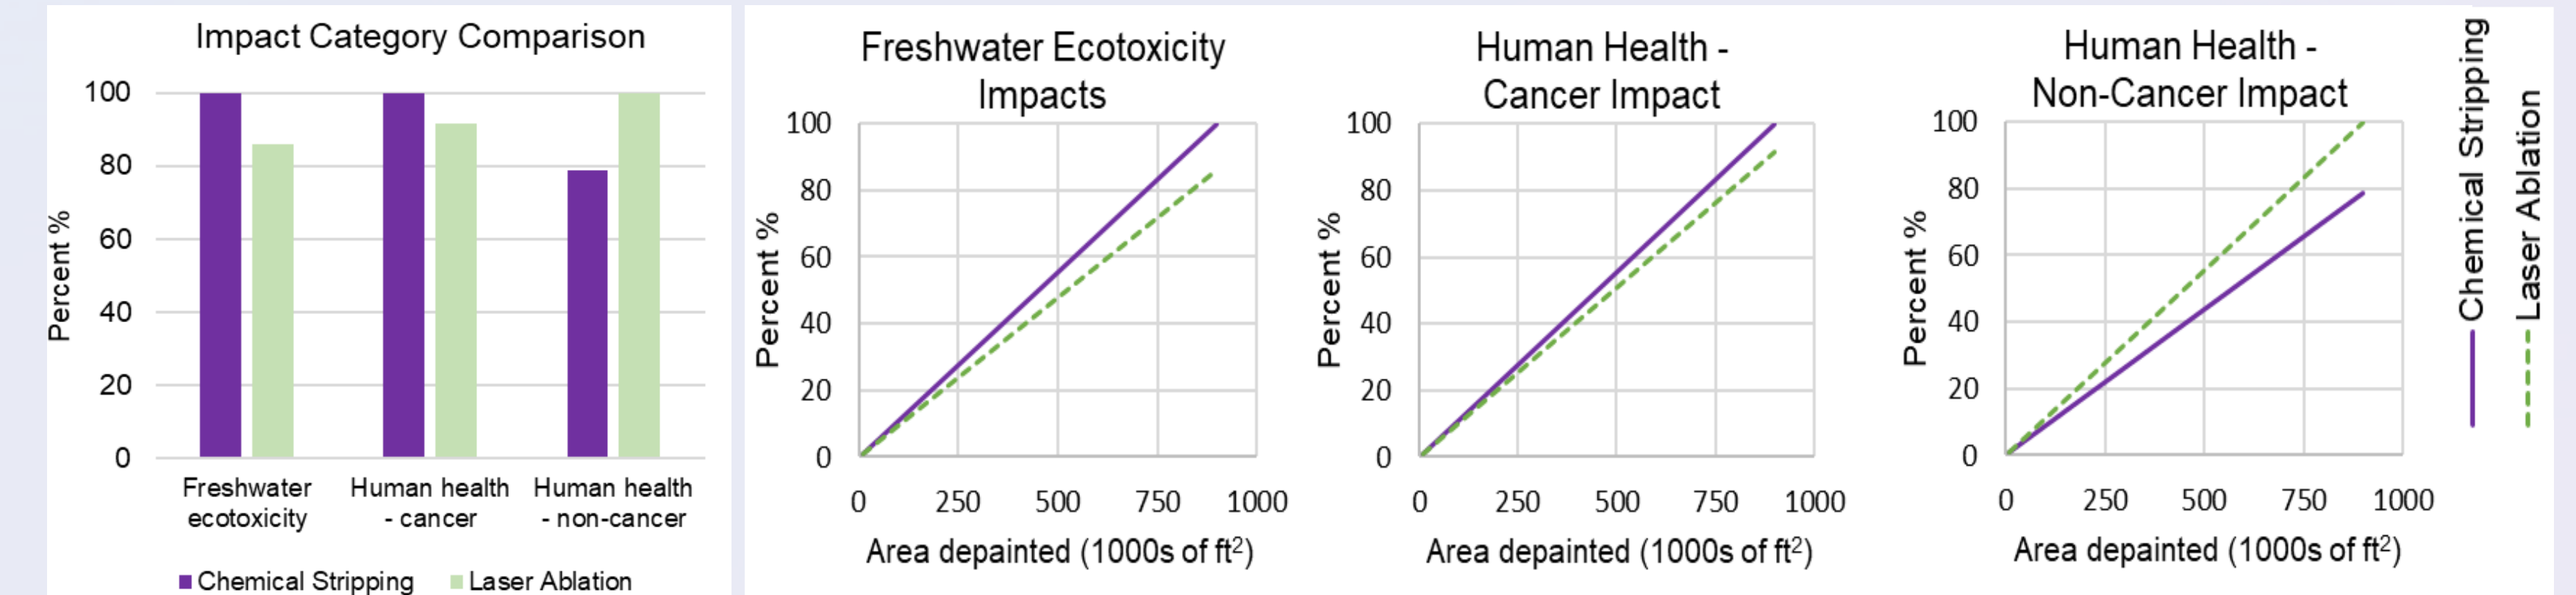 Impact Category Comparison
Percent %
100
80
60
40
20
0
Freshwater
ecotoxicity
Human health
- cancer
Human health
- non-cancer
Chemical Stripping
Laser Ablation
Freshwater Ecotoxicity
Impacts
Percent %
100
80
60
40
20
0
0 250 500 750 1000
Area depainted (1000s of ft²)
Human Health -
Cancer Impact
Percent %
100
80
60
40
20
0
0 250 500 750 1000
Area depainted (1000s of ft²)
Human Health -
Non-Cancer Impact
Percent %
100
80
60
40
20
0
0 250 500 750 1000
Area depainted (1000s of ft²)
Chemical Stripping
Laser Ablation